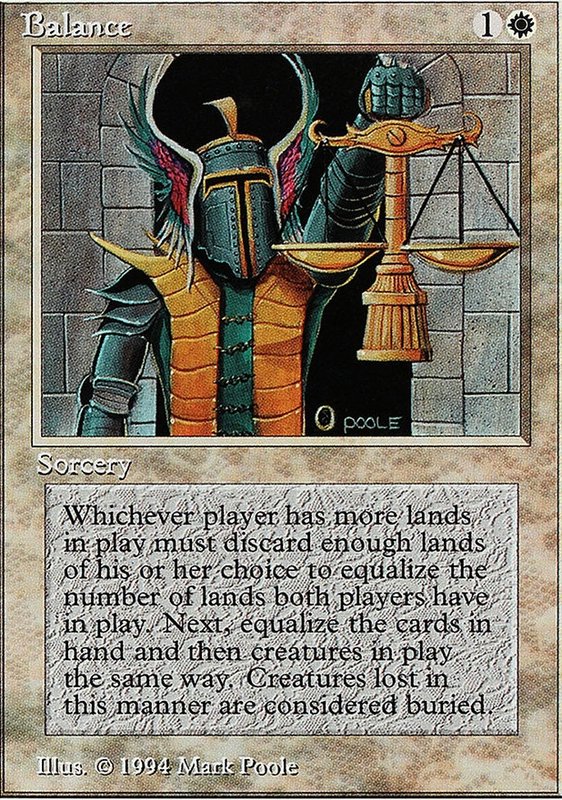 Balance 1
POOLE
Sorcery
Whichever player has more lands
in play must discard enough lands
of his or her choice to equalize the
number of lands both players have
in play. Next, equalize the cards in
hand and then creatures in play
the same way. Creatures lost in
this manner are considered buried.
Illus. © 1994 Mark Poole